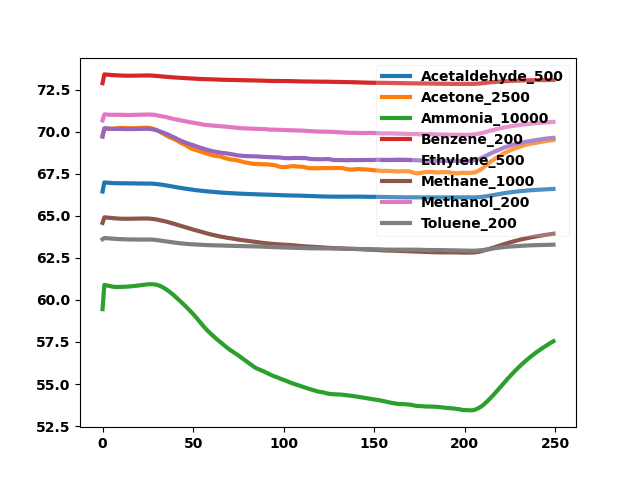 72.5
70.0
67.5
65.0
62.5
60.0
57.5
55.0
52.5
0 50 100 150 200 250
Acetaldehyde_500
Acetone_2500
Ammonia_10000
Benzene_200
Ethylene_500
Methane_1000
Methanol_200
Toluene_200